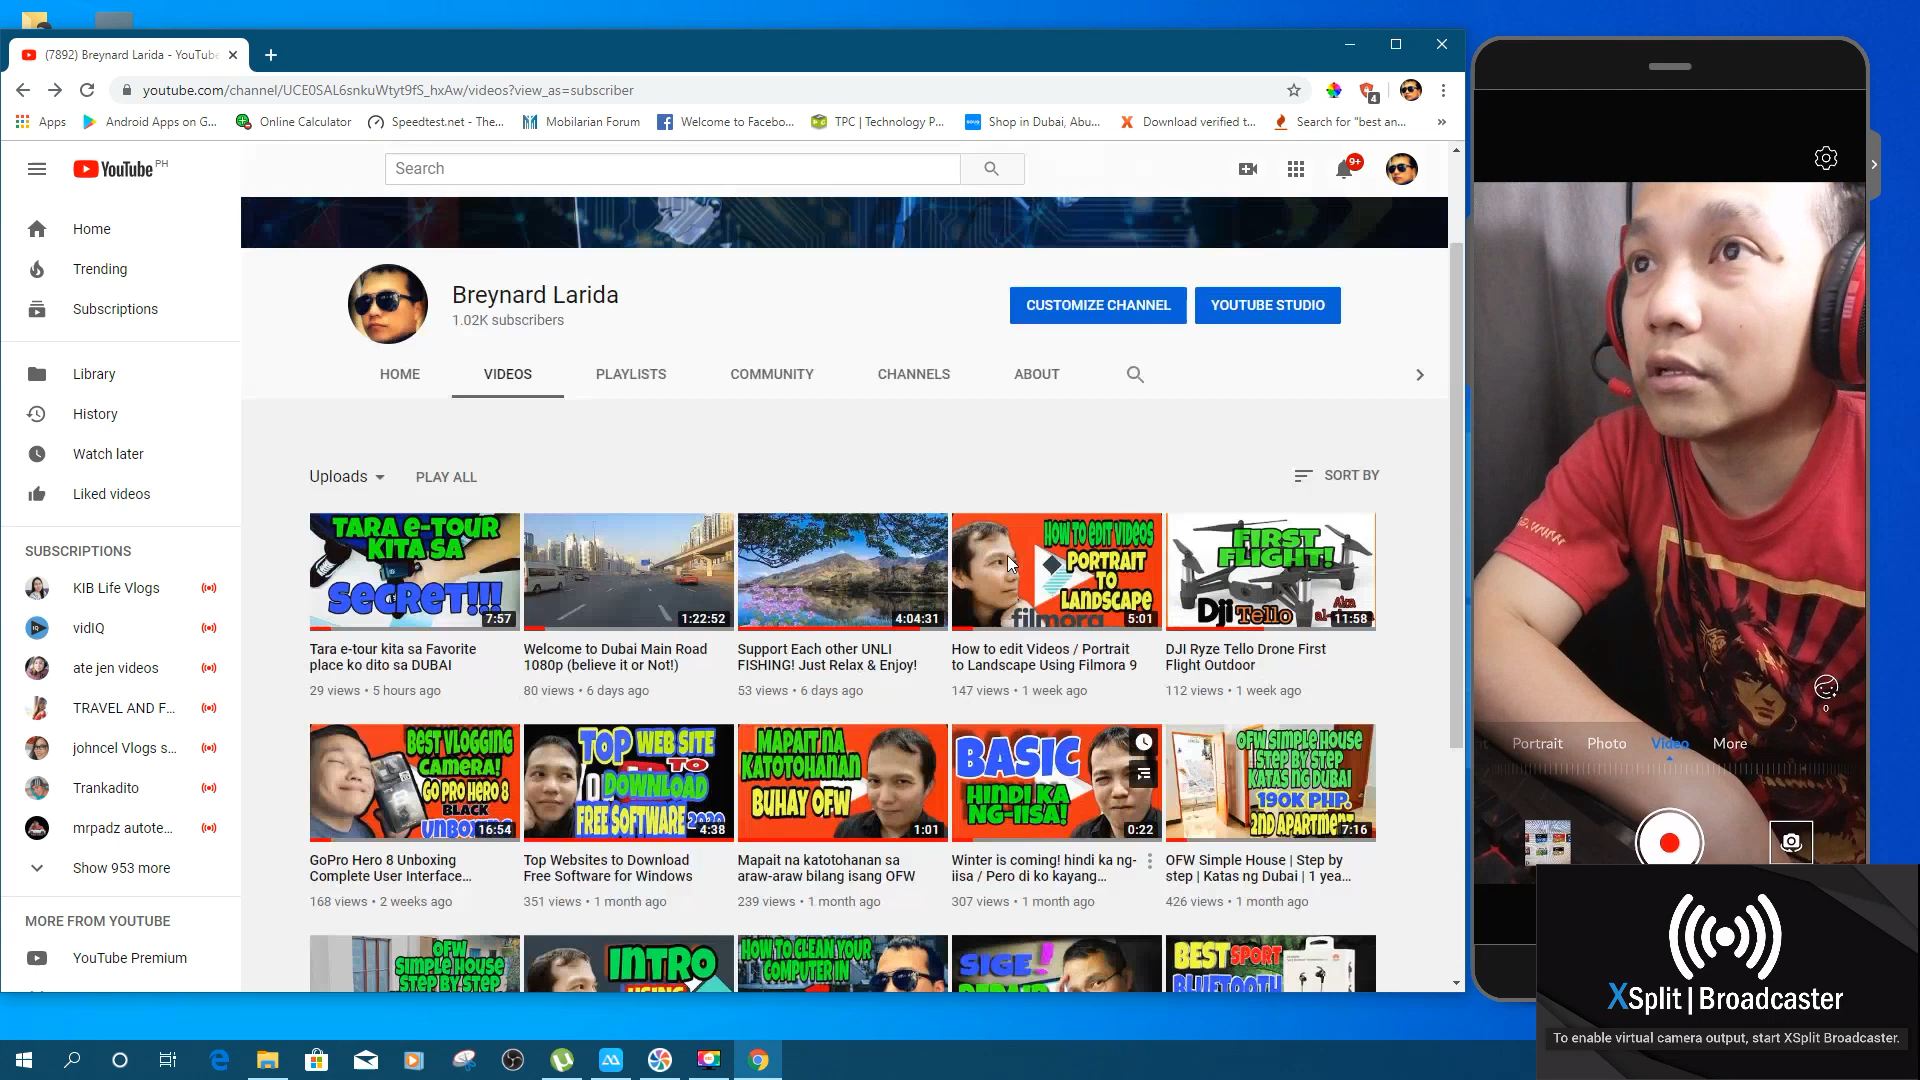 (7892) Breynard Larida - YouTube
youtube.com/channel/UCE0SAL6snkuWtyt9fS_hxAw/videos?view_as=subscriber
4
Apps
Android Apps on G...
Online Calculator
Speedtest.net - The...
Mobilarian Forum
Welcome to Facebo...
TPC | Technology P...
Shop in Dubai, Abu...
Download verified t...
Search for "best an...
»
YouTube PH
Search
9+
Home
Trending
Subscriptions
Library
History
Watch later
Liked videos
SUBSCRIPTIONS
KIB Life Vlogs
vidIQ
ate jen videos
TRAVEL AND F...
johncel Vlogs s...
Trankadito
mrpadz autote...
Show 953 more
MORE FROM YOUTUBE
YouTube Premium
Breynard Larida
1.02K subscribers
CUSTOMIZE CHANNEL
YOUTUBE STUDIO
HOME
VIDEOS
PLAYLISTS
COMMUNITY
CHANNELS
ABOUT
Uploads
PLAY ALL
SORT BY
TARA e-TOUR
KITA SA
SECRET!!!
7:57
1:22:52
4:04:31
HOW TO EDIT VIDEOS
PORTRAIT
TO
LANDSCAPE
filmora
5:01
FIRST
FLIGHT!
Dji Tello
Aka
11:58
Tara e-tour kita sa Favorite
place ko dito sa DUBAI
29 views • 5 hours ago
Welcome to Dubai Main Road
1080p (believe it or Not!)
80 views • 6 days ago
Support Each other UNLI
FISHING! Just Relax & Enjoy!
53 views • 6 days ago
How to edit Videos / Portrait
to Landscape Using Filmora 9
147 views • 1 week ago
DJI Ryze Tello Drone First
Flight Outdoor
112 views • 1 week ago
BEST VLOGGING
CAMERA!
GO PRO HERO 8
BLACK
UNBOXING
16:54
TOP WEB SITE
TO
DOWNLOAD
FREE SOFTWARE 2020
4:38
MAPAIT NA
KATOTOHANAN
BUHAY OFW
1:01
BASIC
HINDI KA
NG-IISA!
0:22
OFW SIMPLE HOUSE
STEP BY STEP
KATAS NG DUBAI
190K PHP.
2ND APARTMENT
7:16
GoPro Hero 8 Unboxing
Complete User Interface...
168 views • 2 weeks ago
Top Websites to Download
Free Software for Windows
351 views • 1 month ago
Mapait na katotohanan sa
araw-araw bilang isang OFW
239 views • 1 month ago
Winter is coming! hindi ka ng-
iisa / Pero di ko kayang...
307 views • 1 month ago
OFW Simple House | Step by
step | Katas ng Dubai | 1 yea...
426 views • 1 month ago
OFW
SIMPLE HOUSE
STEP BY STEP
INTRO
USING
HOW TO CLEAN YOUR
COMPUTER IN
SIGE!
REPAIR
BEST SPORT
BLUETOOTH
0
Portrait
Photo
Video
More
XSplit | Broadcaster
To enable virtual camera output, start XSplit Broadcaster.